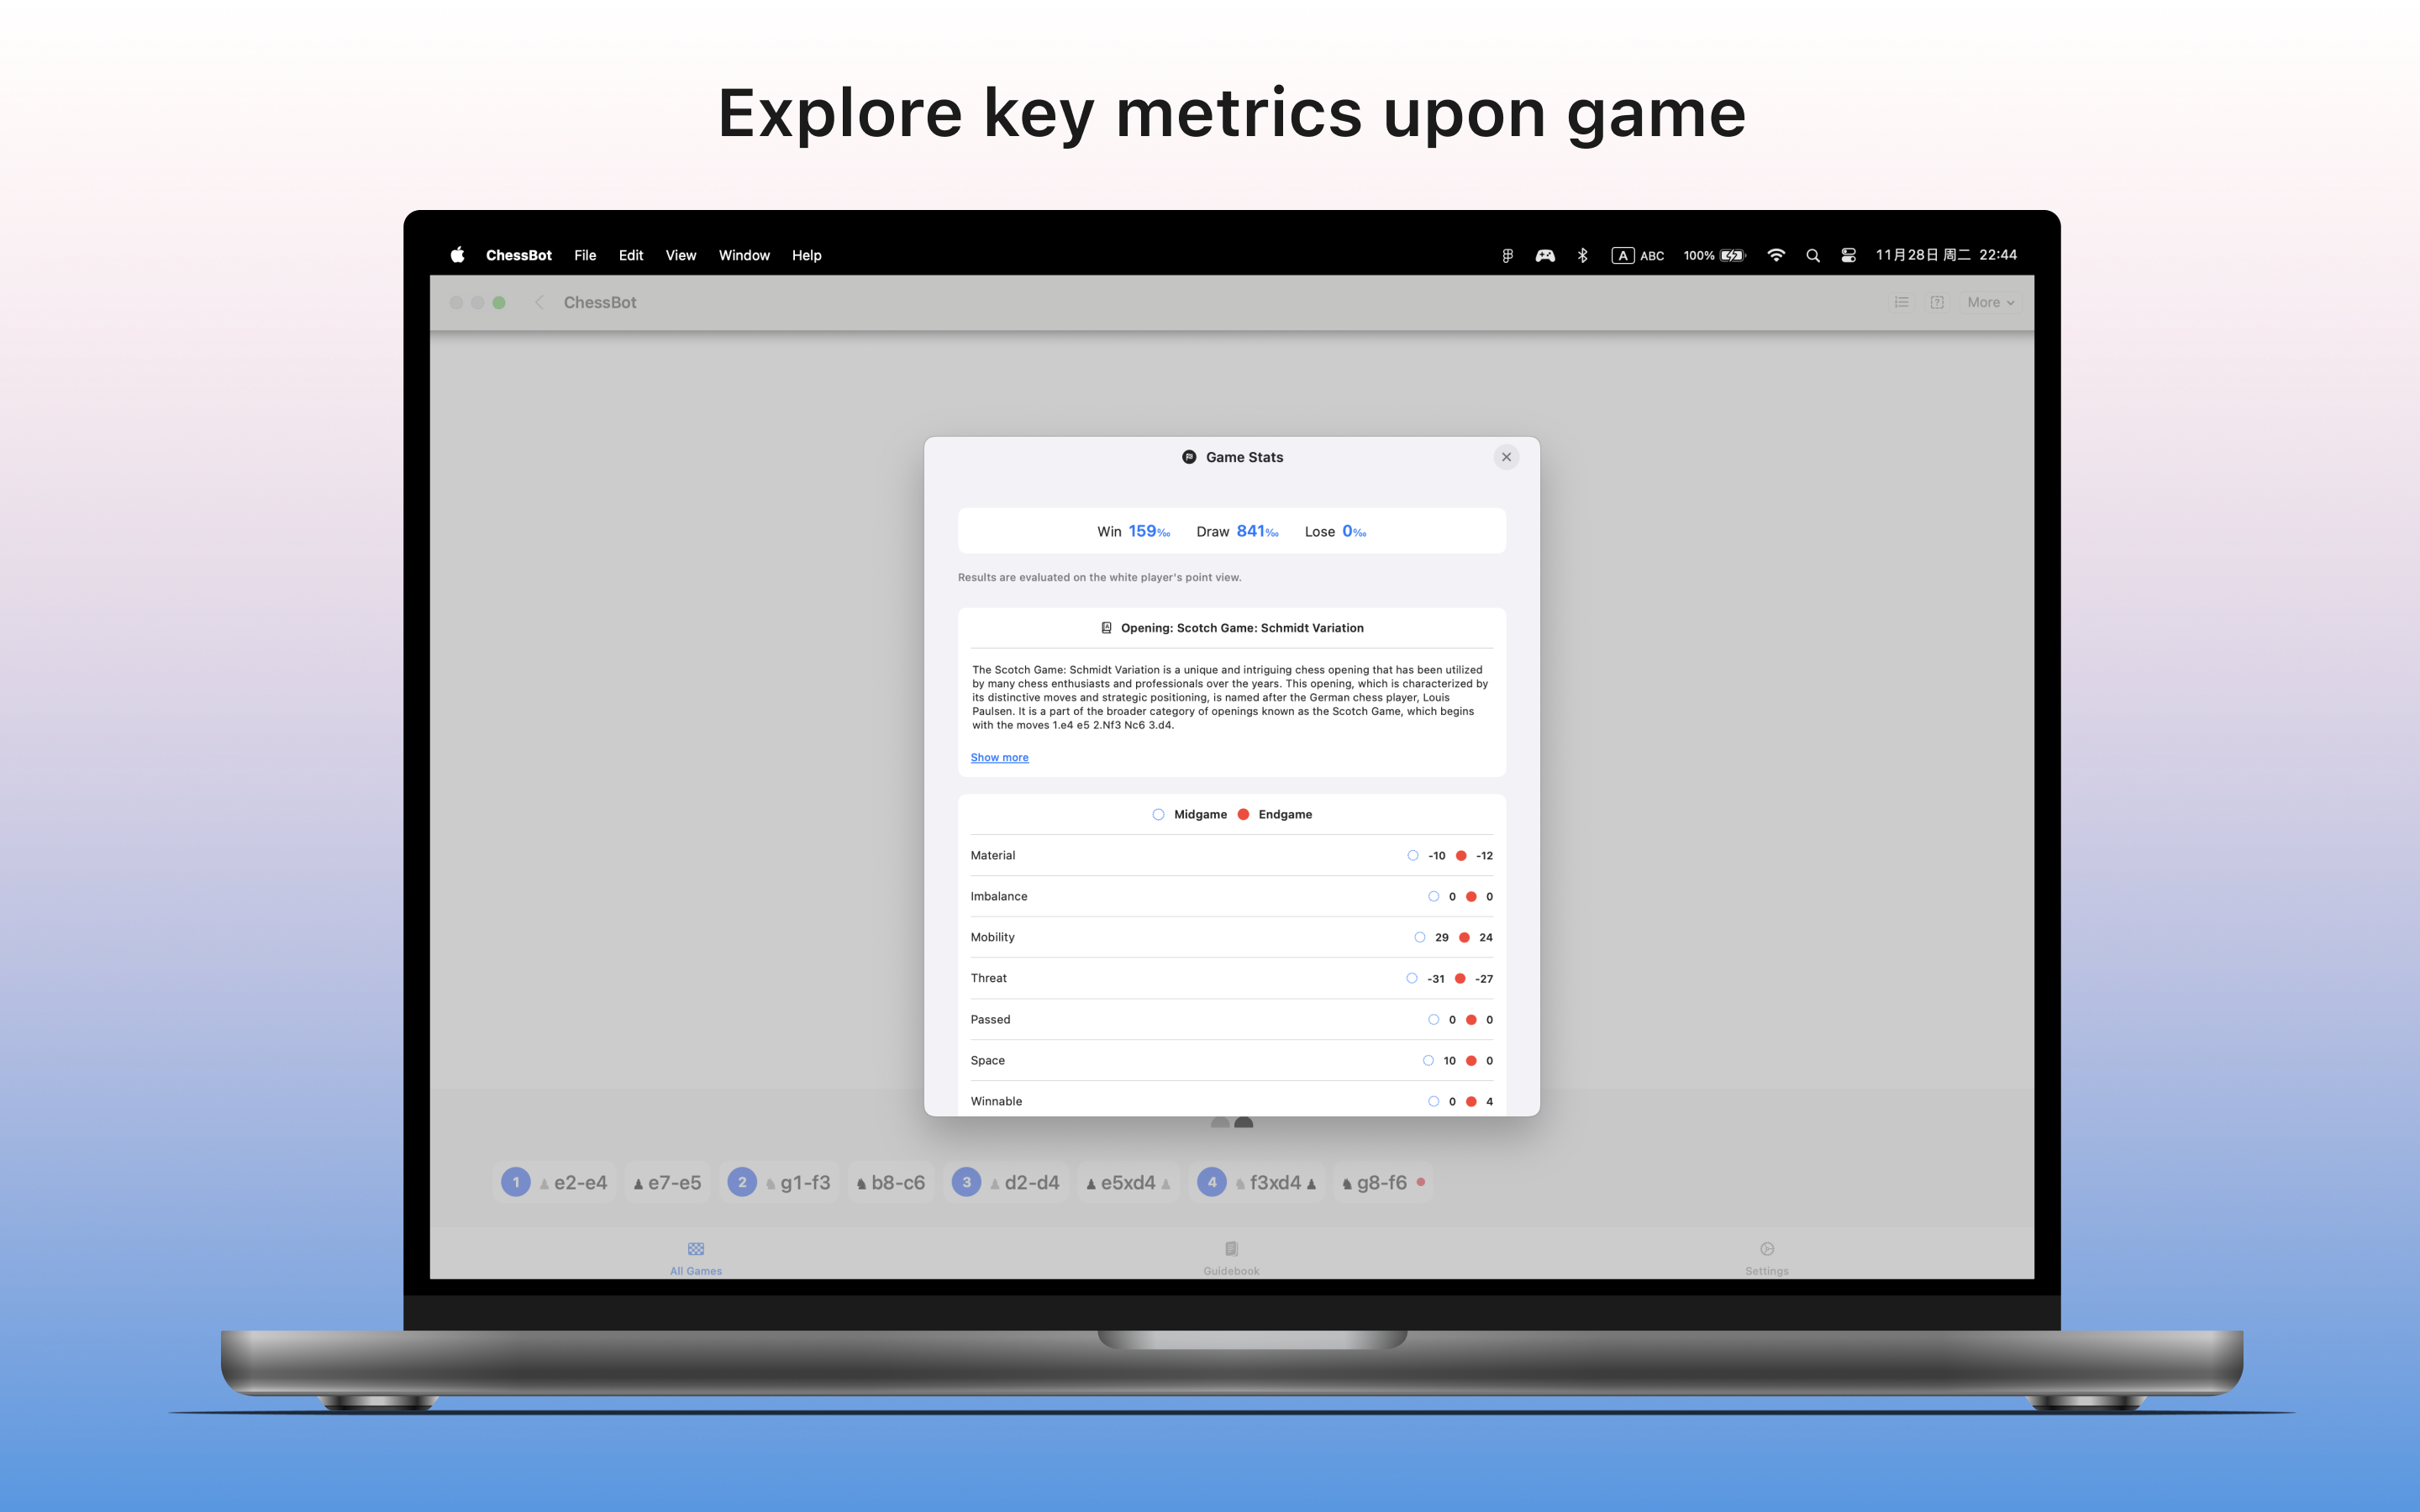 Explore key metrics upon game
ChessBot File Edit View Window Help
A ABC 100% 11月28日 周二 22:44
ChessBot
More
Game Stats
Win 159‰ Draw 841‰ Lose 0‰
Results are evaluated on the white player's point view.
Opening: Scotch Game: Schmidt Variation
The Scotch Game: Schmidt Variation is a unique and intriguing chess opening that has been utilized
by many chess enthusiasts and professionals over the years. This opening, which is characterized by
its distinctive moves and strategic positioning, is named after the German chess player, Louis
Paulsen. It is a part of the broader category of openings known as the Scotch Game, which begins
with the moves 1.e4 e5 2.Nf3 Nc6 3.d4.
Show more
Midgame Endgame
Material -10 -12
Imbalance 0 0
Mobility 29 24
Threat -31 -27
Passed 0 0
Space 10 0
Winnable 0 4
1 e2-e4 e7-e5 2 g1-f3 b8-c6 3 d2-d4 e5xd4 4 f3xd4 g8-f6
All Games Guidebook Settings